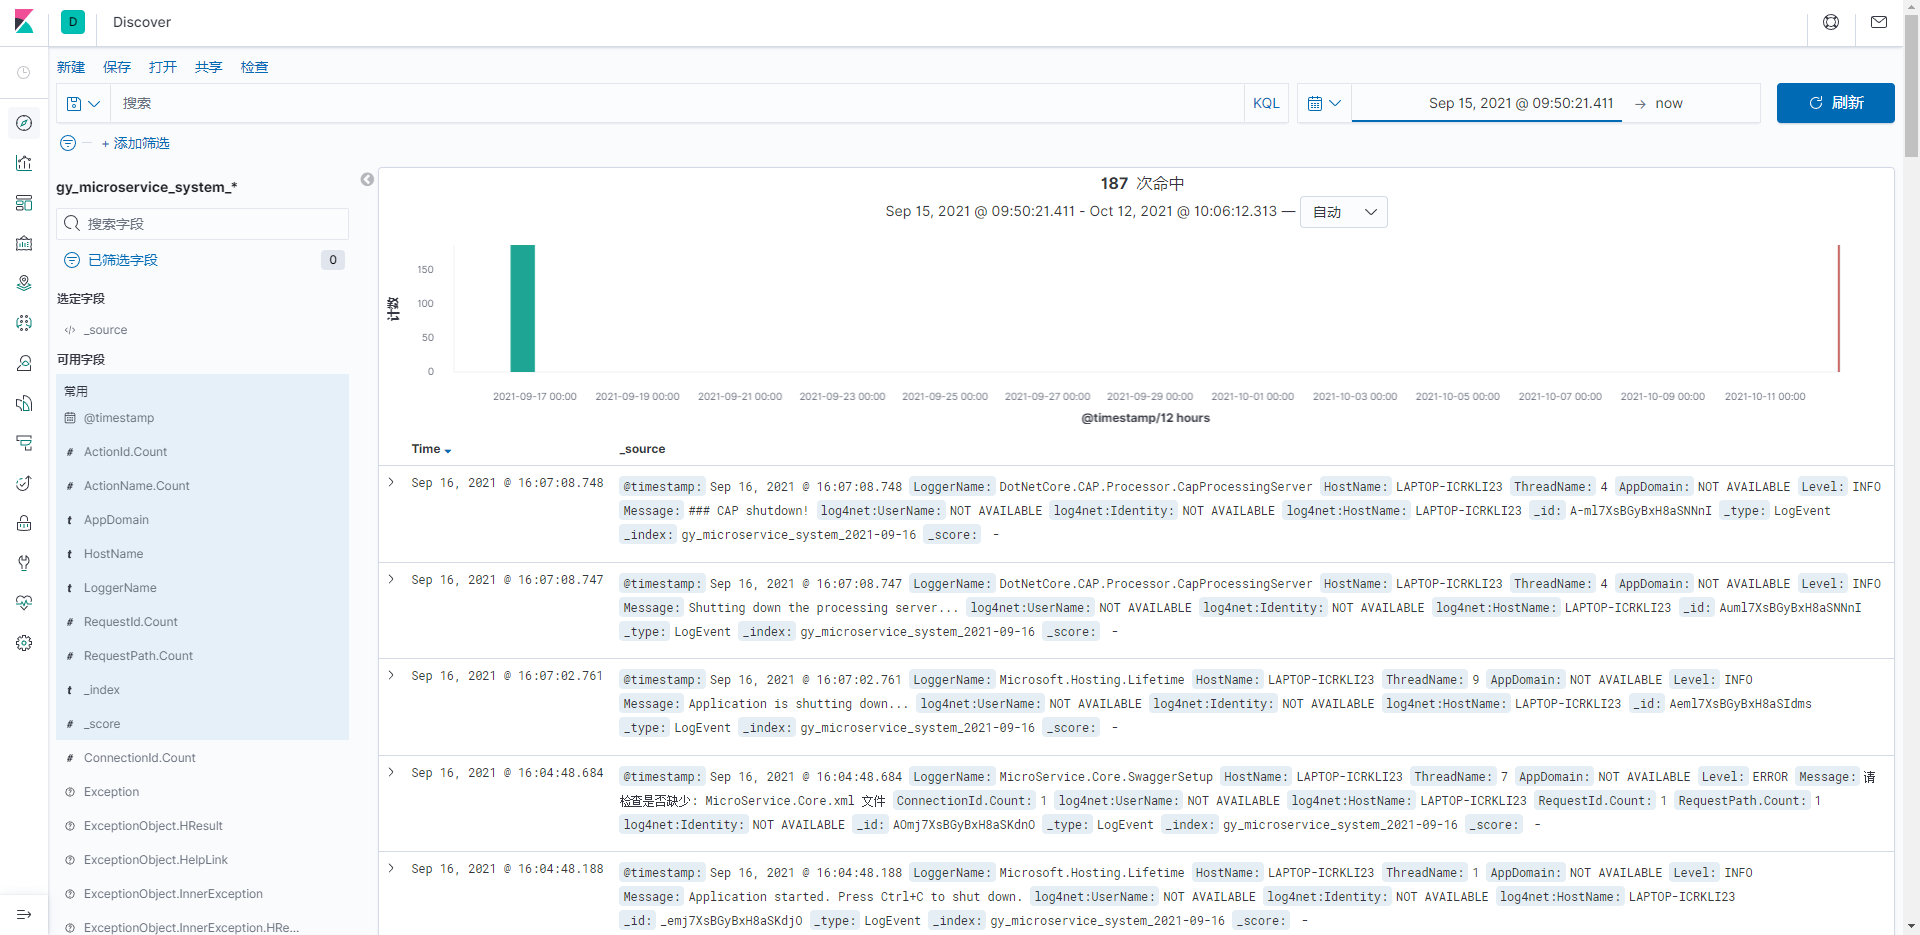 D Discover
新建 保存 打开 共享 检查
搜索 KQL Sep 15, 2021 @ 09:50:21.411 → now 刷新
+ 添加筛选
gy_microservice_system_*
搜索字段
已筛选字段 0
选定字段
</> _source
可用字段
常用
@timestamp
# ActionId.Count
# ActionName.Count
t AppDomain
t HostName
t LoggerName
# RequestId.Count
# RequestPath.Count
t _index
# _score
# ConnectionId.Count
Exception
ExceptionObject.HResult
ExceptionObject.HelpLink
ExceptionObject.InnerException
ExceptionObject.InnerException.HRe...
187 次命中
Sep 15, 2021 @ 09:50:21.411 - Oct 12, 2021 @ 10:06:12.313 — 自动
计数
150
100
50
0
2021-09-17 00:00 2021-09-19 00:00 2021-09-21 00:00 2021-09-23 00:00 2021-09-25 00:00 2021-09-27 00:00 2021-09-29 00:00 2021-10-01 00:00 2021-10-03 00:00 2021-10-05 00:00 2021-10-07 00:00 2021-10-09 00:00 2021-10-11 00:00
@timestamp/12 hours
Time _source
Sep 16, 2021 @ 16:07:08.748 @timestamp: Sep 16, 2021 @ 16:07:08.748 LoggerName: DotNetCore.CAP.Processor.CapProcessingServer HostName: LAPTOP-ICRKLI23 ThreadName: 4 AppDomain: NOT AVAILABLE Level: INFO
Message: ### CAP shutdown! log4net:UserName: NOT AVAILABLE log4net:Identity: NOT AVAILABLE log4net:HostName: LAPTOP-ICRKLI23 _id: A-ml7XsBGyBxH8aSNNnI _type: LogEvent
_index: gy_microservice_system_2021-09-16 _score: -
Sep 16, 2021 @ 16:07:08.747 @timestamp: Sep 16, 2021 @ 16:07:08.747 LoggerName: DotNetCore.CAP.Processor.CapProcessingServer HostName: LAPTOP-ICRKLI23 ThreadName: 4 AppDomain: NOT AVAILABLE Level: INFO
Message: Shutting down the processing server... log4net:UserName: NOT AVAILABLE log4net:Identity: NOT AVAILABLE log4net:HostName: LAPTOP-ICRKLI23 _id: Auml7XsBGyBxH8aSNNnI
_type: LogEvent _index: gy_microservice_system_2021-09-16 _score: -
Sep 16, 2021 @ 16:07:02.761 @timestamp: Sep 16, 2021 @ 16:07:02.761 LoggerName: Microsoft.Hosting.Lifetime HostName: LAPTOP-ICRKLI23 ThreadName: 9 AppDomain: NOT AVAILABLE Level: INFO
Message: Application is shutting down... log4net:UserName: NOT AVAILABLE log4net:Identity: NOT AVAILABLE log4net:HostName: LAPTOP-ICRKLI23 _id: Aeml7XsBGyBxH8aSIdms
_type: LogEvent _index: gy_microservice_system_2021-09-16 _score: -
Sep 16, 2021 @ 16:04:48.684 @timestamp: Sep 16, 2021 @ 16:04:48.684 LoggerName: MicroService.Core.SwaggerSetup HostName: LAPTOP-ICRKLI23 ThreadName: 7 AppDomain: NOT AVAILABLE Level: ERROR Message: 请
检查是否缺少: MicroService.Core.xml 文件 ConnectionId.Count: 1 log4net:UserName: NOT AVAILABLE log4net:HostName: LAPTOP-ICRKLI23 RequestId.Count: 1 RequestPath.Count: 1
log4net:Identity: NOT AVAILABLE _id: AOmj7XsBGyBxH8aSKdnO _type: LogEvent _index: gy_microservice_system_2021-09-16 _score: -
Sep 16, 2021 @ 16:04:48.188 @timestamp: Sep 16, 2021 @ 16:04:48.188 LoggerName: Microsoft.Hosting.Lifetime HostName: LAPTOP-ICRKLI23 ThreadName: 1 AppDomain: NOT AVAILABLE Level: INFO
Message: Application started. Press Ctrl+C to shut down. log4net:UserName: NOT AVAILABLE log4net:Identity: NOT AVAILABLE log4net:HostName: LAPTOP-ICRKLI23
_id: _emj7XsBGyBxH8aSKdjO _type: LogEvent _index: gy_microservice_system_2021-09-16 _score: -